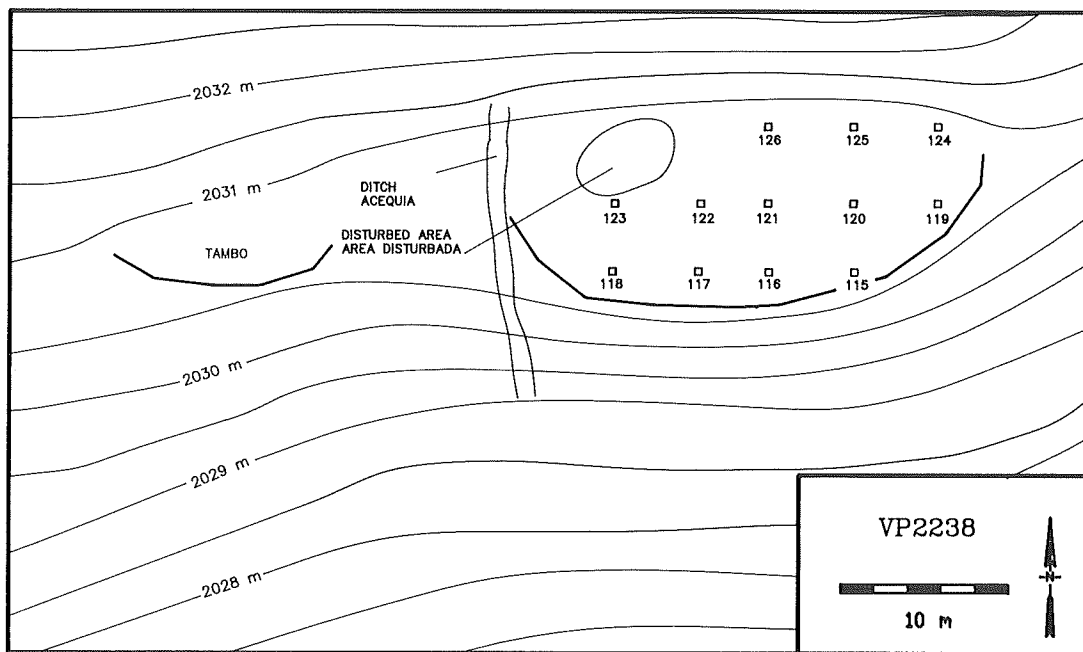 2032 m
126 125 124
2031 m
DITCH
ACEQUIA
123 122 121 120 119
DISTURBED AREA
AREA DISTURBADA
TAMBO
118 117 116 115
2030 m
2029 m
2028 m
VP2238
N
10 m